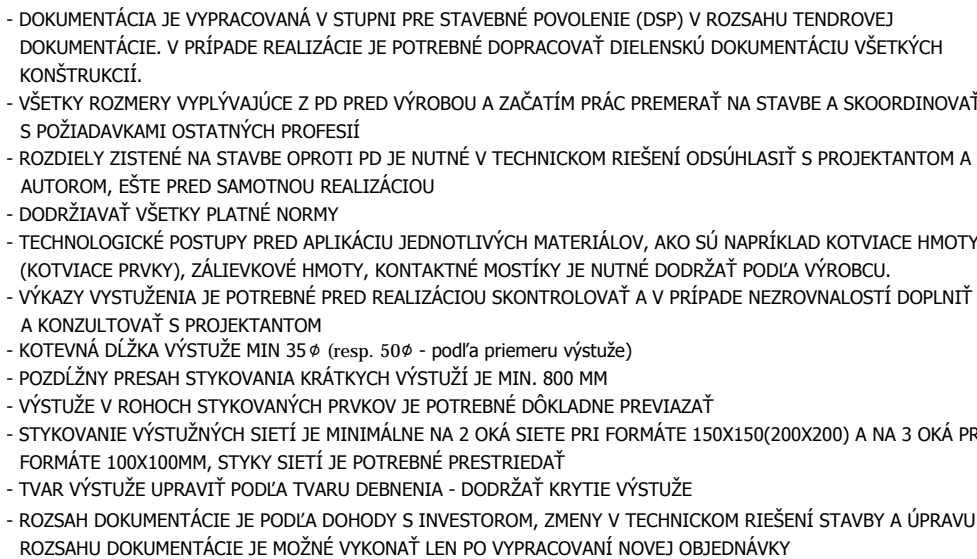 - DOKUMENTÁCIA JE VYPRACOVANÁ V STUPNI PRE STAVEBNÉ POVOLENIE (DSP) V ROZSAHU TENDROVEJ
DOKUMENTÁCIE. V PRÍPADE REALIZÁCIE JE POTREBNÉ DOPRACOVAŤ DIELENSKÚ DOKUMENTÁCIU VŠETKÝCH
KONŠTRUKCIÍ.
- VŠETKY ROZMERY VYPLÝVAJÚCE Z PD PRED VÝROBOU A ZAČATÍM PRÁC PREMERAŤ NA STAVBE A SKOORDINOVAŤ
S POŽIADAVKAMI OSTATNÝCH PROFESIÍ
- ROZDIELY ZISTENÉ NA STAVBE OPROTI PD JE NUTNÉ V TECHNICKOM RIEŠENÍ ODSÚHLASIŤ S PROJEKTANTOM A
AUTOROM, EŠTE PRED SAMOTNOU REALIZÁCIOU
- DODRŽIAVAŤ VŠETKY PLATNÉ NORMY
- TECHNOLOGICKÉ POSTUPY PRED APLIKÁCIU JEDNOTLIVÝCH MATERIÁLOV, AKO SÚ NAPRÍKLAD KOTVIACE HMOTY
(KOTVIACE PRVKY), ZÁLIEVKOVÉ HMOTY, KONTAKTNÉ MOSTÍKY JE NUTNÉ DODRŽAŤ PODĽA VÝROBCU.
- VÝKAZY VYSTUŽENIA JE POTREBNÉ PRED REALIZÁCIOU SKONTROLOVAŤ A V PRÍPADE NEZROVNALOSTÍ DOPLNIŤ
A KONZULTOVAŤ S PROJEKTANTOM
- KOTEVNÁ DĹŽKA VÝSTUŽE MIN 35⌀ (resp. 50⌀ - podľa priemeru výstuže)
- POZDĹŽNY PRESAH STYKOVANIA KRÁTKYCH VÝSTUŽÍ JE MIN. 800 MM
- VÝSTUŽE V ROHOCH STYKOVANÝCH PRVKOV JE POTREBNÉ DÔKLADNE PREVIAZAŤ
- STYKOVANIE VÝSTUŽNÝCH SIETÍ JE MINIMÁLNE NA 2 OKÁ SIETE PRI FORMÁTE 150X150(200X200) A NA 3 OKÁ PR
FORMÁTE 100X100MM, STYKY SIETÍ JE POTREBNÉ PRESTRIEDAŤ
- TVAR VÝSTUŽE UPRAVIŤ PODĽA TVARU DEBNENIA - DODRŽAŤ KRYTIE VÝSTUŽE
- ROZSAH DOKUMENTÁCIE JE PODĽA DOHODY S INVESTOROM, ZMENY V TECHNICKOM RIEŠENÍ STAVBY A ÚPRAVU
ROZSAHU DOKUMENTÁCIE JE MOŽNÉ VYKONAŤ LEN PO VYPRACOVANÍ NOVEJ OBJEDNÁVKY